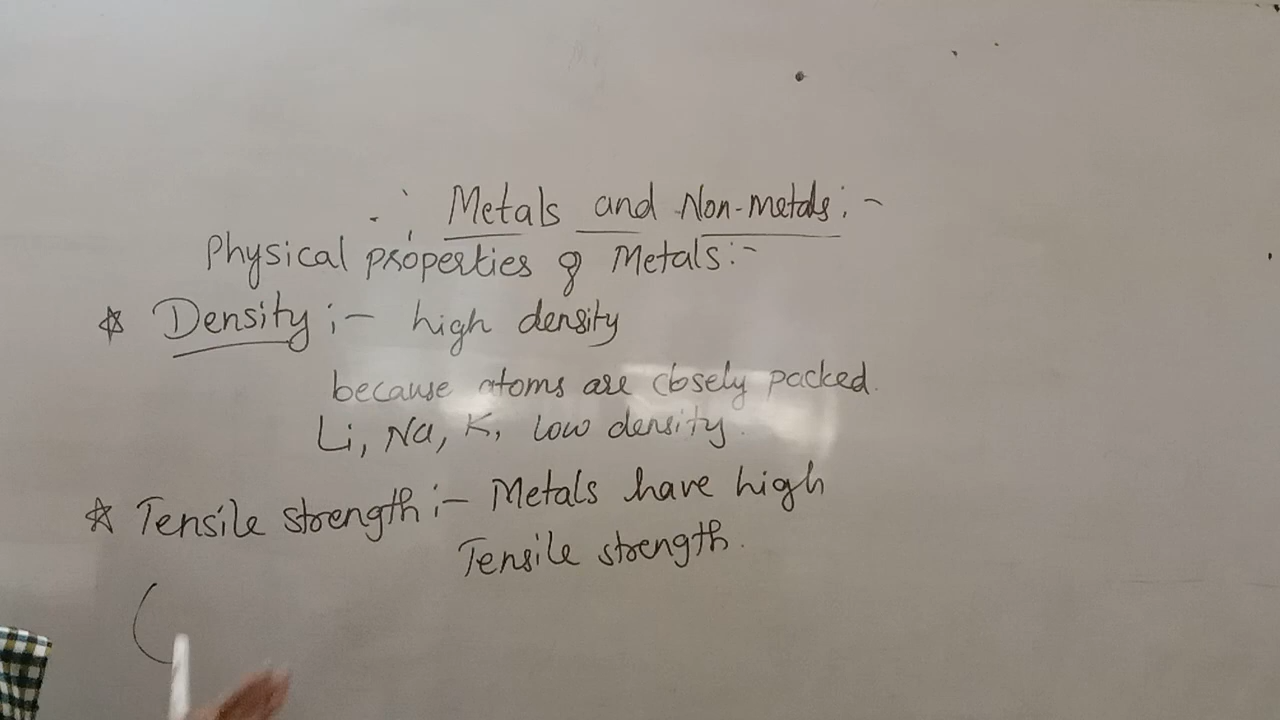 Metals and Non-metals :-
Physical properties of Metals :-
☆ Density :- high density
because atoms are closely packed.
Li, Na, K, low density.
☆ Tensile strength :- Metals have high
Tensile strength.